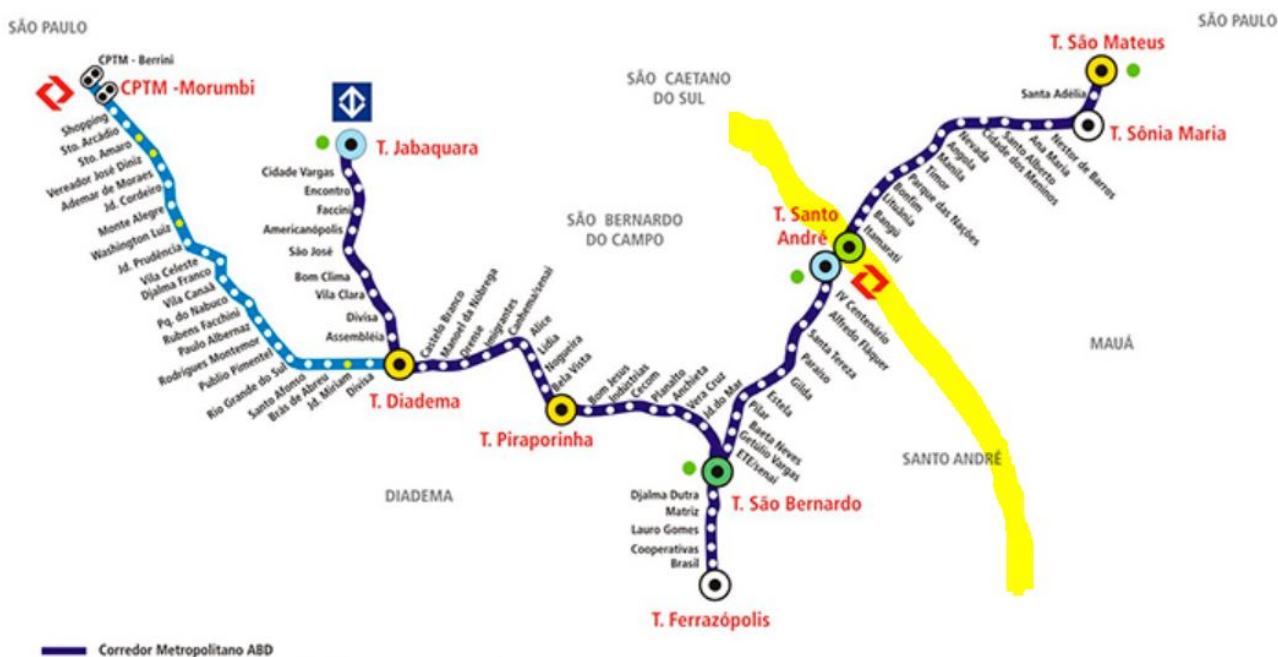 SÃO PAULO
SÃO PAULO
T. São Mateus
CPTM - Berrini
CPTM -Morumbi
SÃO CAETANO
DO SUL
Santa Adélia
T. Sônia Maria
Shopping
Sto. Arcádio
Sto. Amaro
Vereador José Diniz
Ademar de Moraes
Jd. Cordeiro
Monte Alegre
Washington Luiz
Jd. Prudência
Vila Celeste
Djalma Franco
Vila Canaã
Pq. do Nabuco
Rubens Facchini
Paulo Albernaz
Rodrigues Montemor
Publio Pimentel
Rio Grande do Sul
Santo Afonso
Brás de Abreu
Jd. Miriam
Divisa
T. Jabaquara
Cidade Vargas
Encontro
Faccini
Americanópolis
São José
Bom Clima
Vila Clara
Divisa
Assembléia
T. Diadema
Castelo Branco
Manoel da Nóbrega
Orense
Imigrantes
Canhema/senai
Alice
Lídia
Nogueira
Bela Vista
T. Piraporinha
Bom Jesus
Indústrias
Cecom
Planalto
Anchieta
Vera Cruz
Jd. do Mar
SÃO BERNARDO
DO CAMPO
T. São Bernardo
Djalma Dutra
Matriz
Lauro Gomes
Cooperativas
Brasil
T. Ferrazópolis
ETE/senai
Getúlio Vargas
Baeta Neves
Pilar
Estela
Gilda
Paraíso
Santa Tereza
Alfredo Fláquer
IV Centenário
T. Santo
André
Itamarati
Bangú
Lituânia
Bonfim
Parque das Nações
Timor
Manila
Angola
Nevada
Cidade dos Meninos
Santo Alberto
Ana Maria
Nestor de Barros
MAUÁ
SANTO ANDRÉ
DIADEMA
Corredor Metropolitano ABD